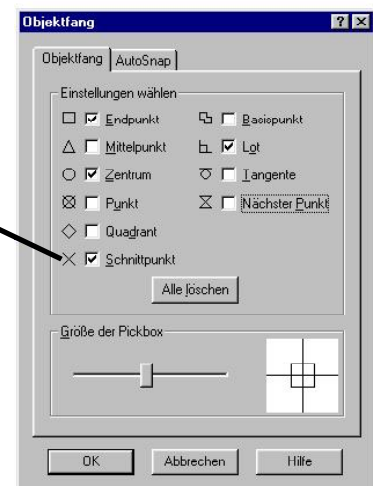 Objektfang
Objektfang AutoSnap
Einstellungen wählen
Endpunkt Basispunkt
Mittelpunkt Lot
Zentrum Tangente
Punkt Nächster Punkt
Quadrant
Schnittpunkt
Alle löschen
Größe der Pickbox
OK Abbrechen Hilfe